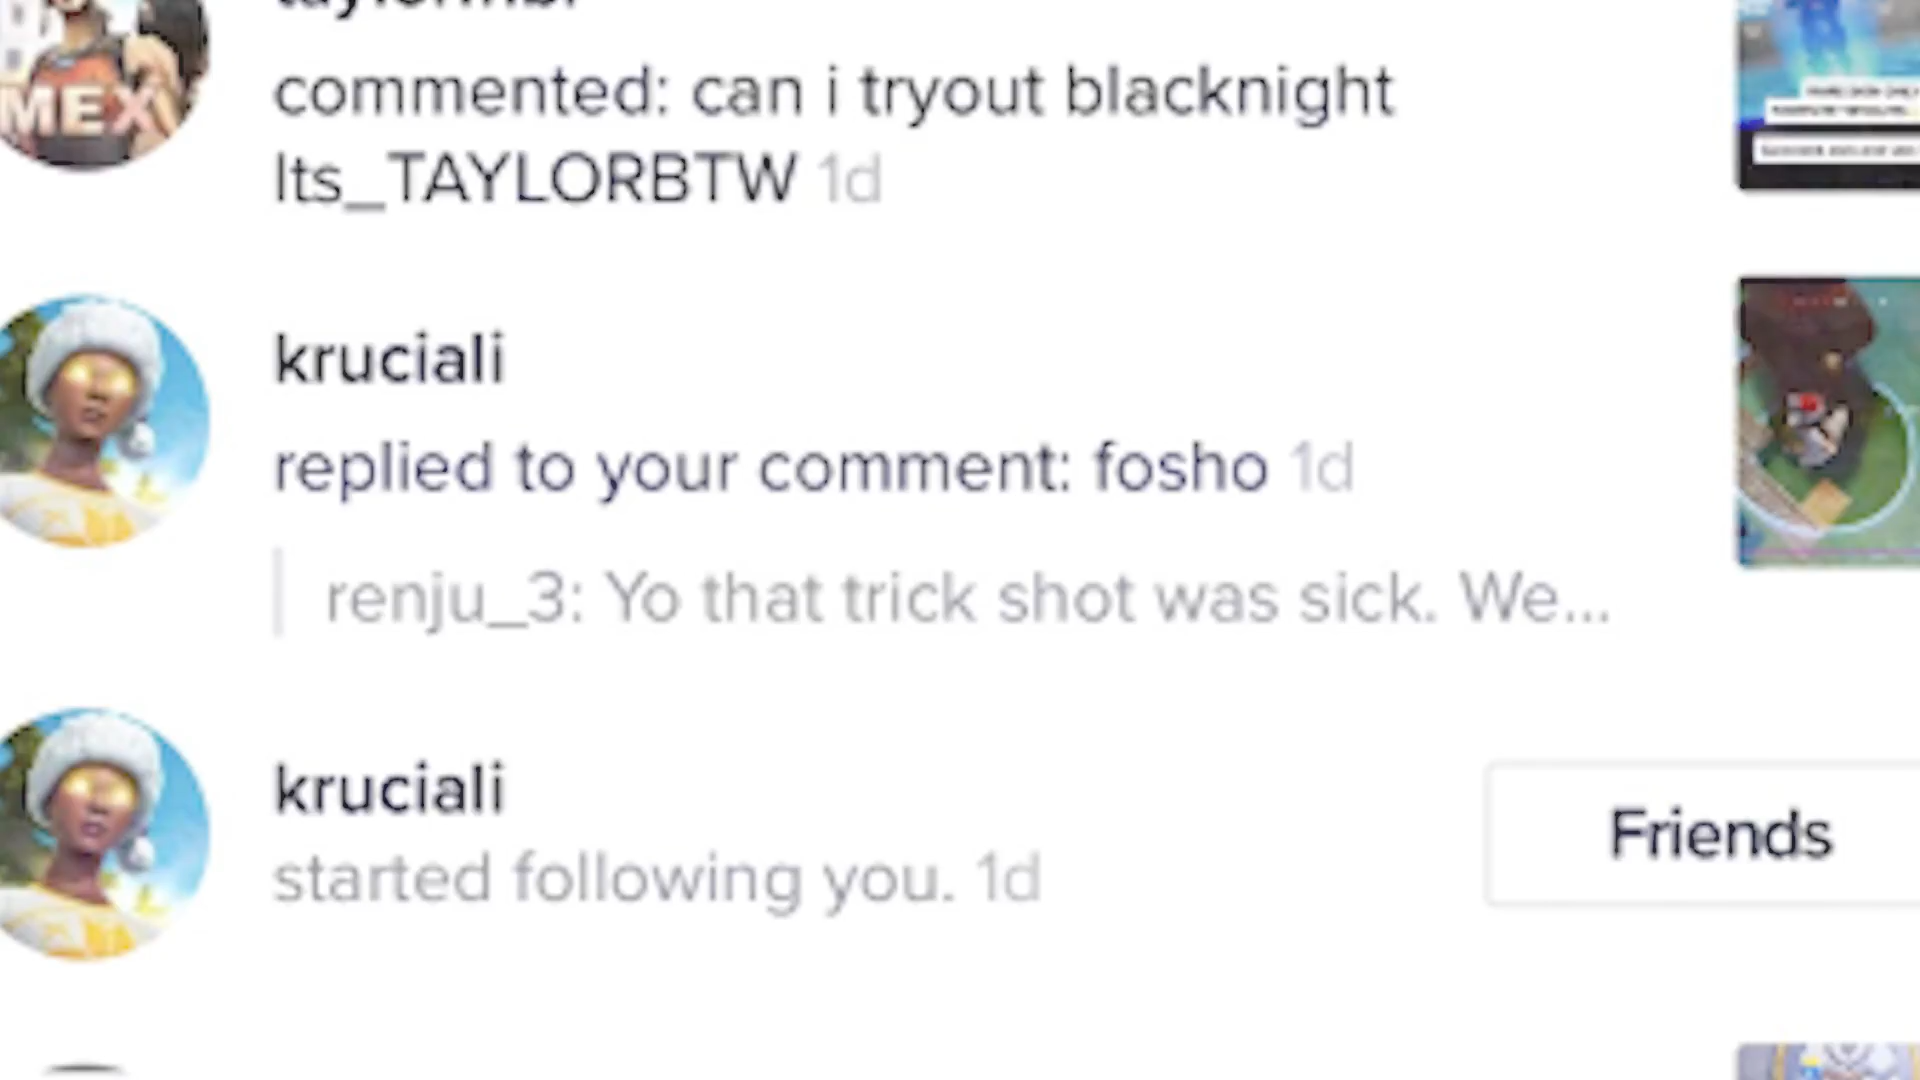 MEX
commented: can i tryout blacknight
Its_TAYLORBTW 1d
kruciali
replied to your comment: fosho 1d
renju_3: Yo that trick shot was sick. We...
kruciali
started following you. 1d
Friends